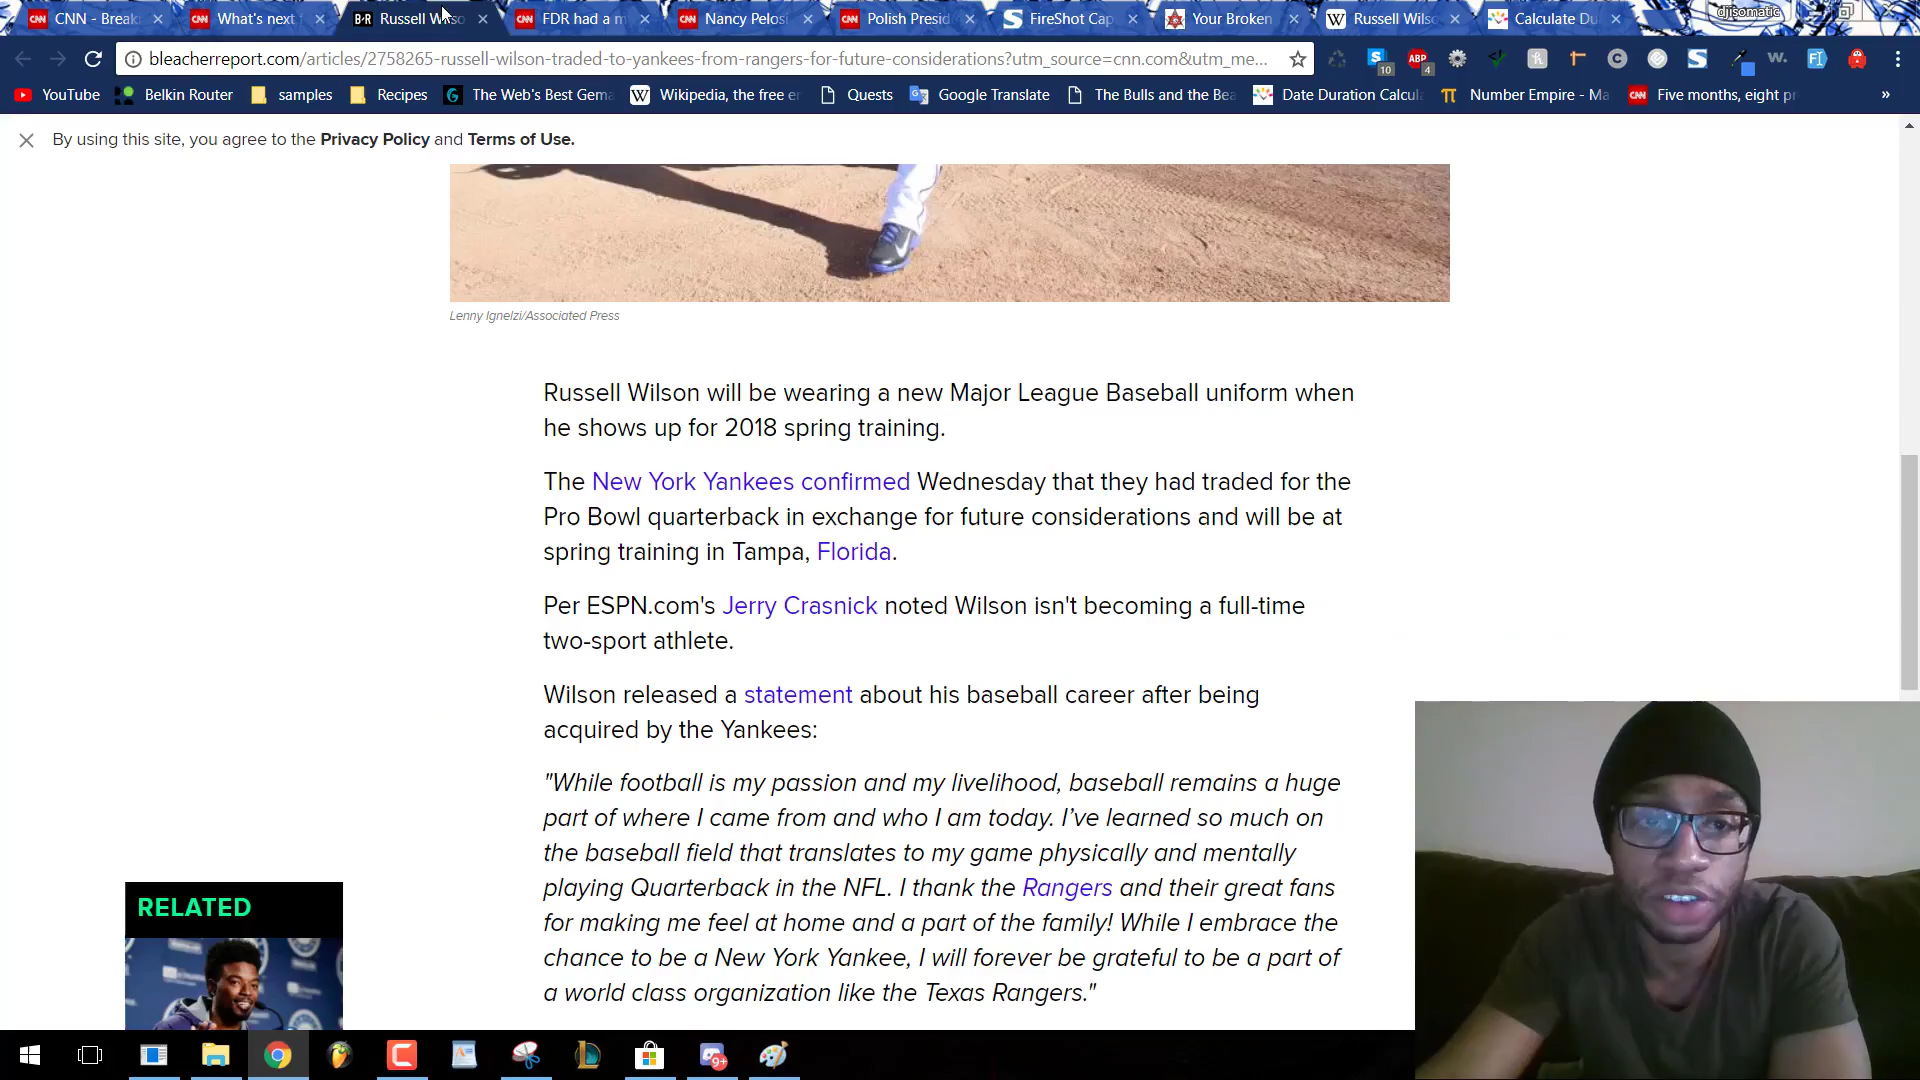 CNN - Break
What's next
Russell Wilso
FDR had a m
Nancy Pelosi
Polish Presid
FireShot Cap
Your Broken
Russell Wilso
Calculate Du
djisomatic
bleacherreport.com/articles/2758265-russell-wilson-traded-to-yankees-from-rangers-for-future-considerations?utm_source=cnn.com&utm_me...
YouTube
Belkin Router
samples
Recipes
The Web's Best Gema
Wikipedia, the free en
Quests
Google Translate
The Bulls and the Bea
Date Duration Calcul
Number Empire - Ma
Five months, eight pr
By using this site, you agree to the Privacy Policy and Terms of Use.
Lenny Ignelzi/Associated Press
Russell Wilson will be wearing a new Major League Baseball uniform when
he shows up for 2018 spring training.
The New York Yankees confirmed Wednesday that they had traded for the
Pro Bowl quarterback in exchange for future considerations and will be at
spring training in Tampa, Florida.
Per ESPN.com's Jerry Crasnick noted Wilson isn't becoming a full-time
two-sport athlete.
Wilson released a statement about his baseball career after being
acquired by the Yankees:
"While football is my passion and my livelihood, baseball remains a huge
part of where I came from and who I am today. I've learned so much on
the baseball field that translates to my game physically and mentally
playing Quarterback in the NFL. I thank the Rangers and their great fans
for making me feel at home and a part of the family! While I embrace the
chance to be a New York Yankee, I will forever be grateful to be a part of
a world class organization like the Texas Rangers."
RELATED